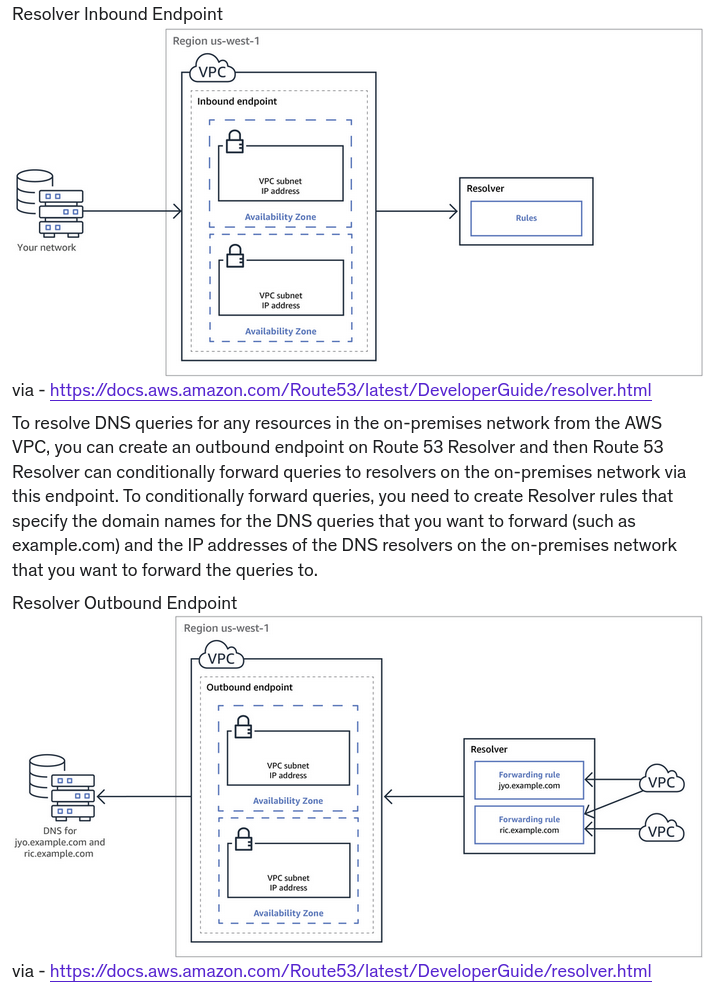 Resolver Inbound Endpoint
Region us-west-1
VPC
Inbound endpoint
VPC subnet
IP address
Availability Zone
VPC subnet
IP address
Availability Zone
Your network
Resolver
Rules
via - https://docs.aws.amazon.com/Route53/latest/DeveloperGuide/resolver.html
To resolve DNS queries for any resources in the on-premises network from the AWS
VPC, you can create an outbound endpoint on Route 53 Resolver and then Route 53
Resolver can conditionally forward queries to resolvers on the on-premises network via
this endpoint. To conditionally forward queries, you need to create Resolver rules that
specify the domain names for the DNS queries that you want to forward (such as
example.com) and the IP addresses of the DNS resolvers on the on-premises network
that you want to forward the queries to.
Resolver Outbound Endpoint
Region us-west-1
VPC
Outbound endpoint
VPC subnet
IP address
Availability Zone
VPC subnet
IP address
Availability Zone
DNS for
jyo.example.com and
ric.example.com
Resolver
Forwarding rule
jyo.example.com
Forwarding rule
ric.example.com
VPC
VPC
via - https://docs.aws.amazon.com/Route53/latest/DeveloperGuide/resolver.html